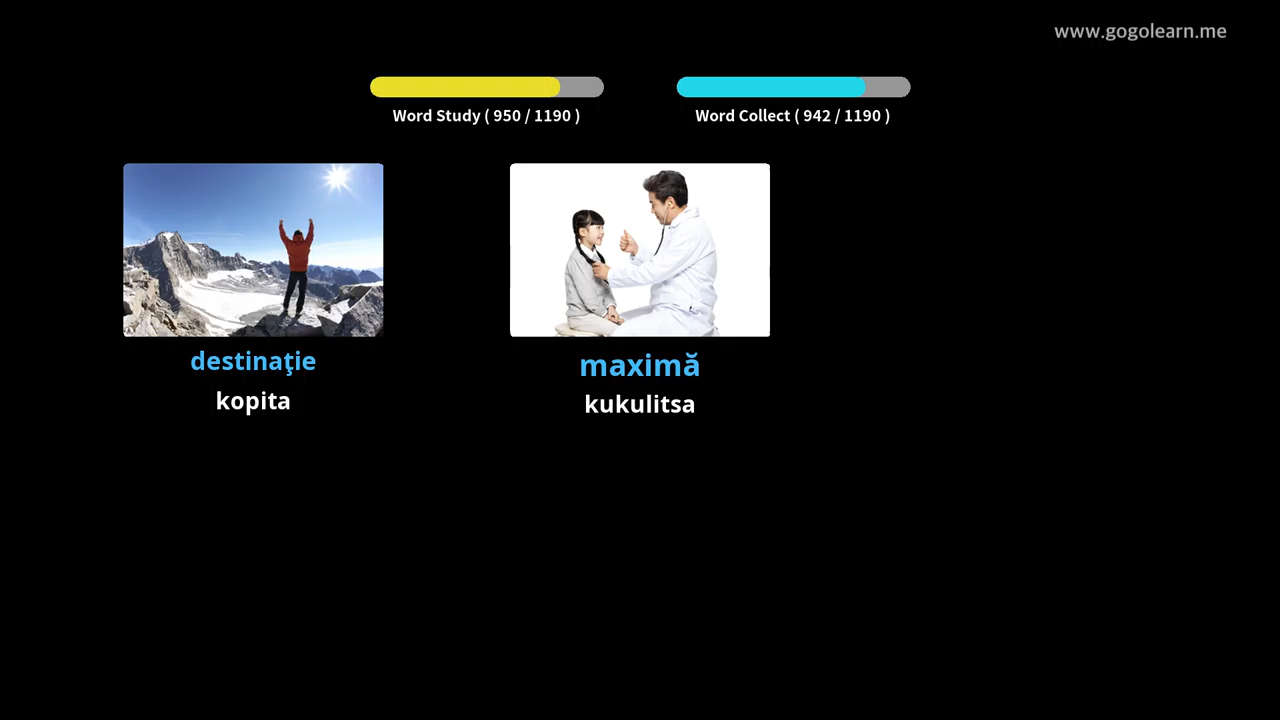 www.gogolearn.me
Word Study ( 950 / 1190 )
Word Collect ( 942 / 1190 )
destinaţie
kopita
maximă
kukulitsa